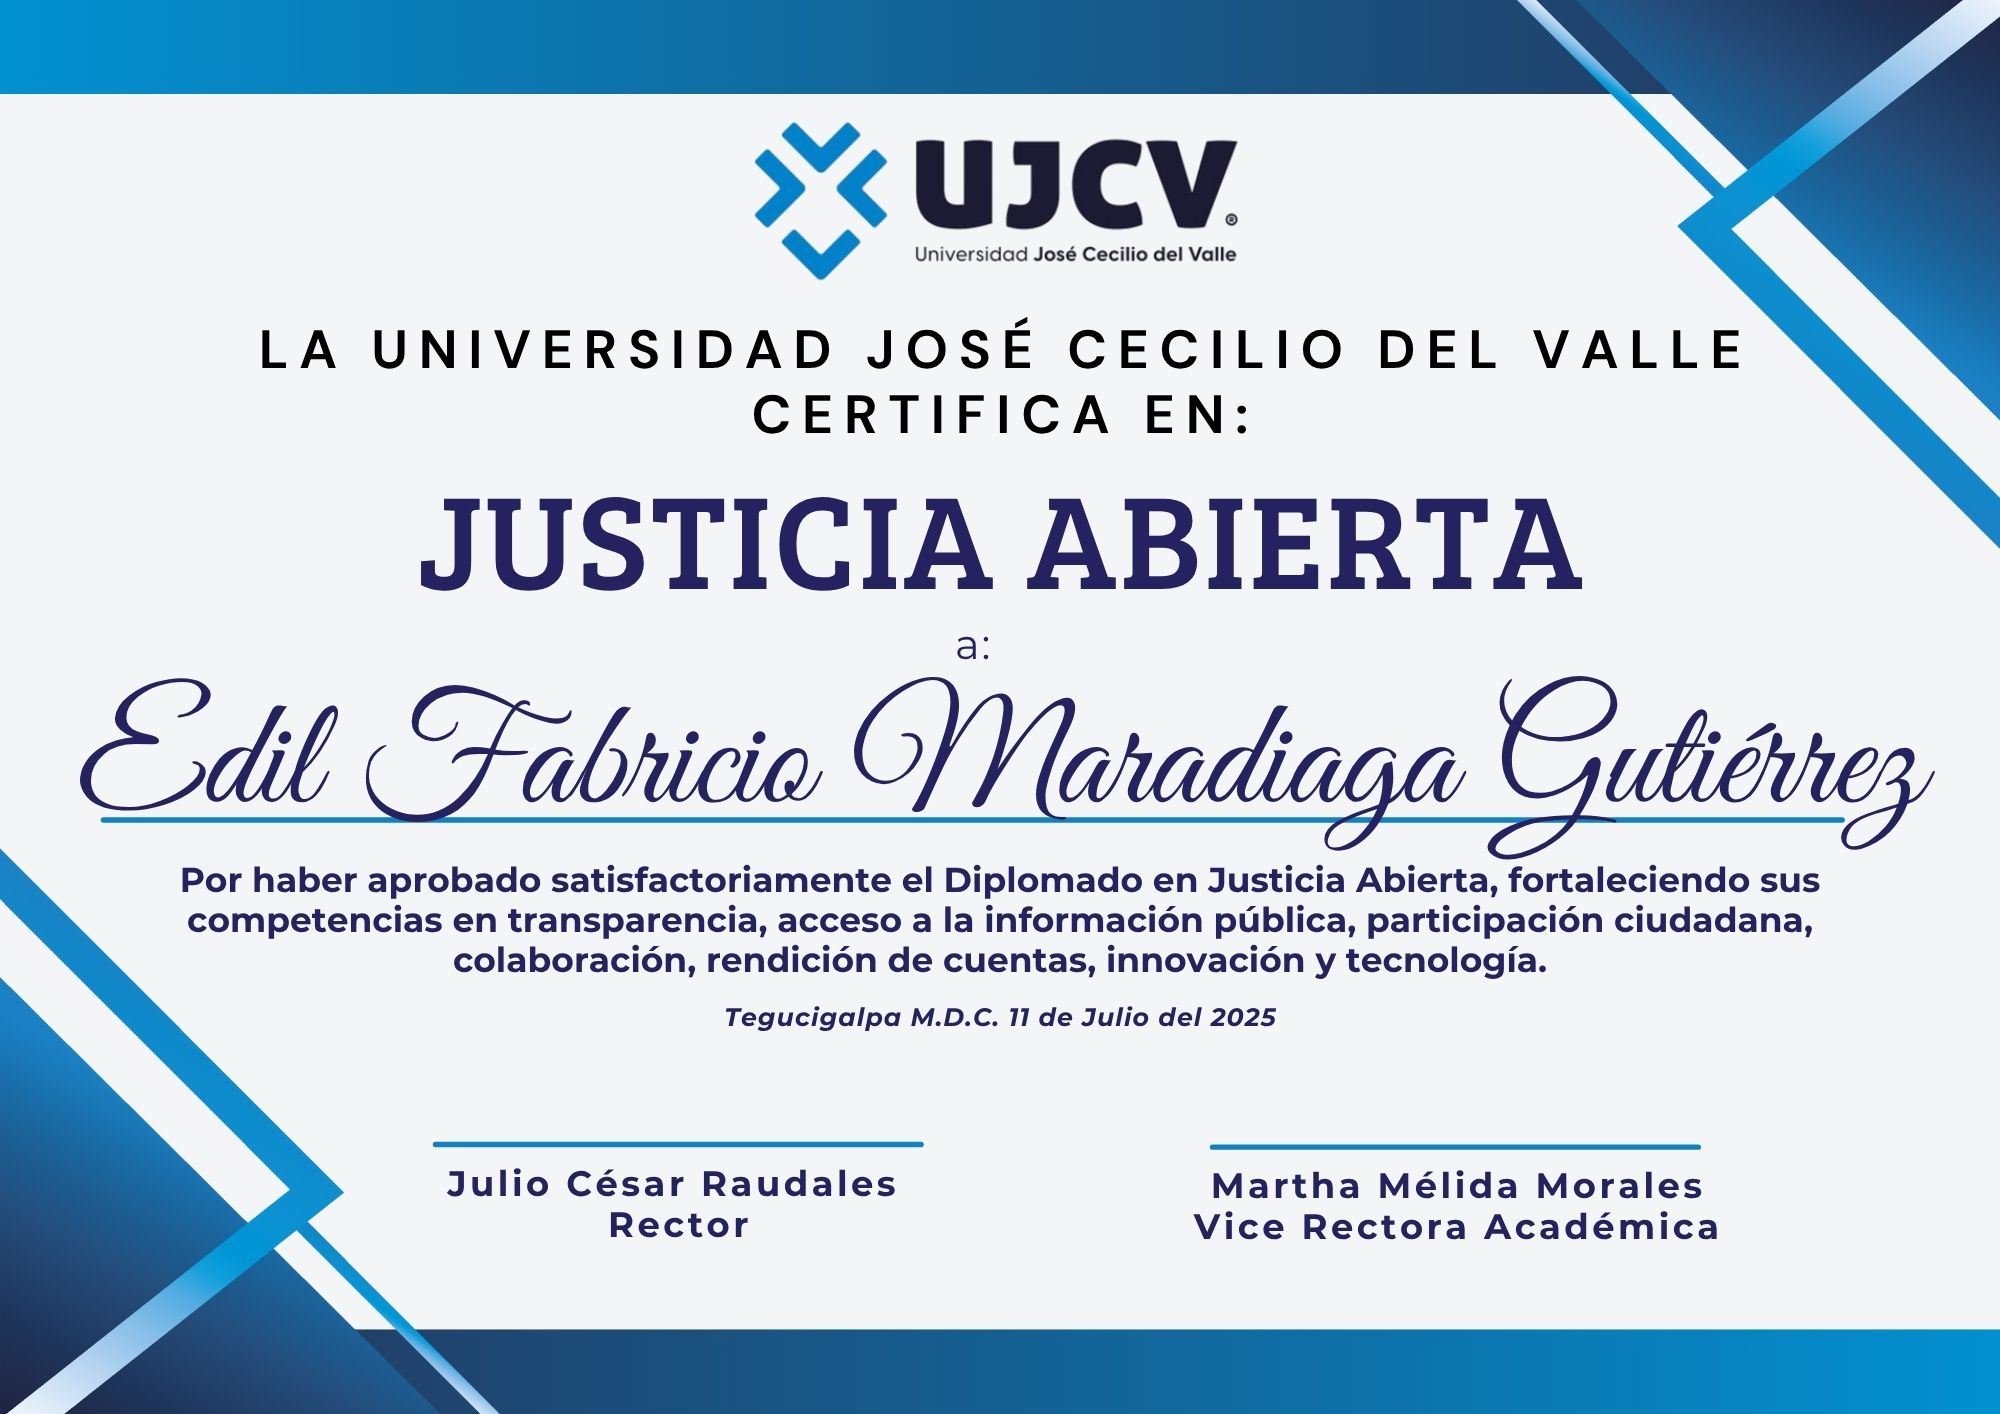 UJCV®
Universidad José Cecilio del Valle
LA UNIVERSIDAD JOSÉ CECILIO DEL VALLE
CERTIFICA EN:
JUSTICIA ABIERTA
a:
Edil Fabricio Maradiaga Gutiérrez
Por haber aprobado satisfactoriamente el Diplomado en Justicia Abierta, fortaleciendo sus
competencias en transparencia, acceso a la información pública, participación ciudadana,
colaboración, rendición de cuentas, innovación y tecnología.
Tegucigalpa M.D.C. 11 de Julio del 2025
Julio César Raudales
Rector
Martha Mélida Morales
Vice Rectora Académica